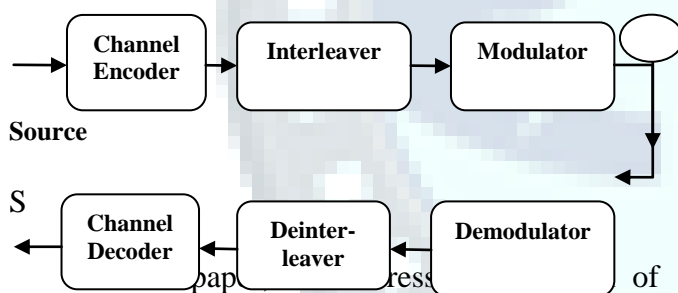 Channel
Encoder
Interleaver
Modulator
Source
S
Channel
Decoder
Deinter-
leaver
Demodulator
of